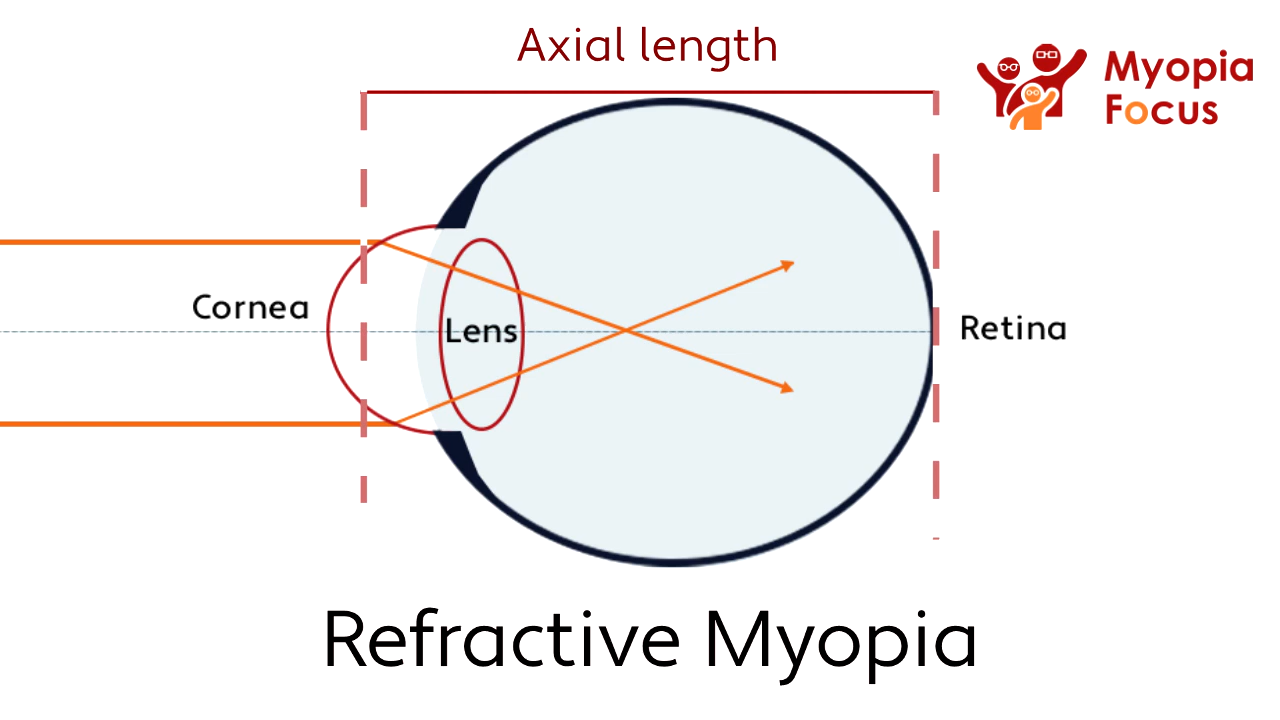 Axial length
Myopia
Focus
Cornea
Lens
Retina
Refractive Myopia